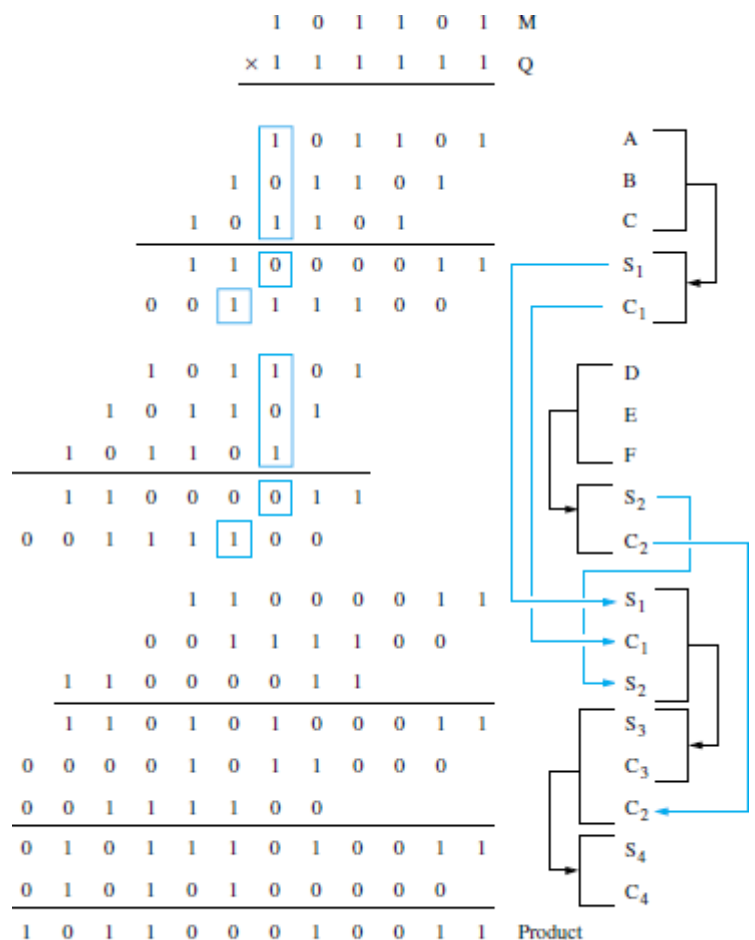 1 0 1 1 0 1 M
× 1 1 1 1 1 1 Q
1 0 1 1 0 1 A
1 0 1 1 0 1 B
1 0 1 1 0 1 C
1 1 0 0 0 0 1 1 S₁
0 0 1 1 1 1 0 0 C₁
1 0 1 1 0 1 D
1 0 1 1 0 1 E
1 0 1 1 0 1 F
1 1 0 0 0 0 1 1 S₂
0 0 1 1 1 1 0 0 C₂
1 1 0 0 0 0 1 1 S₁
0 0 1 1 1 1 0 0 C₁
1 1 0 0 0 0 1 1 S₂
1 1 0 1 0 1 0 0 0 1 1 S₃
0 0 0 0 1 0 1 1 0 0 0 C₃
0 0 1 1 1 1 0 0 C₂
0 1 0 1 1 1 0 1 0 0 1 1 S₄
0 1 0 1 0 1 0 0 0 0 0 C₄
1 0 1 1 0 0 0 1 0 0 1 1 Product